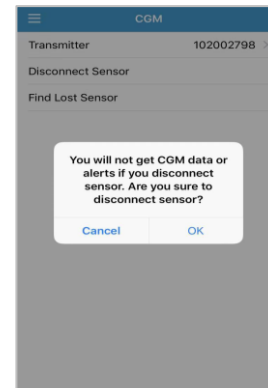 CGM
Transmitter 102002798
Disconnect Sensor
Find Lost Sensor
You will not get CGM data or
alerts if you disconnect
sensor. Are you sure to
disconnect sensor?
Cancel OK